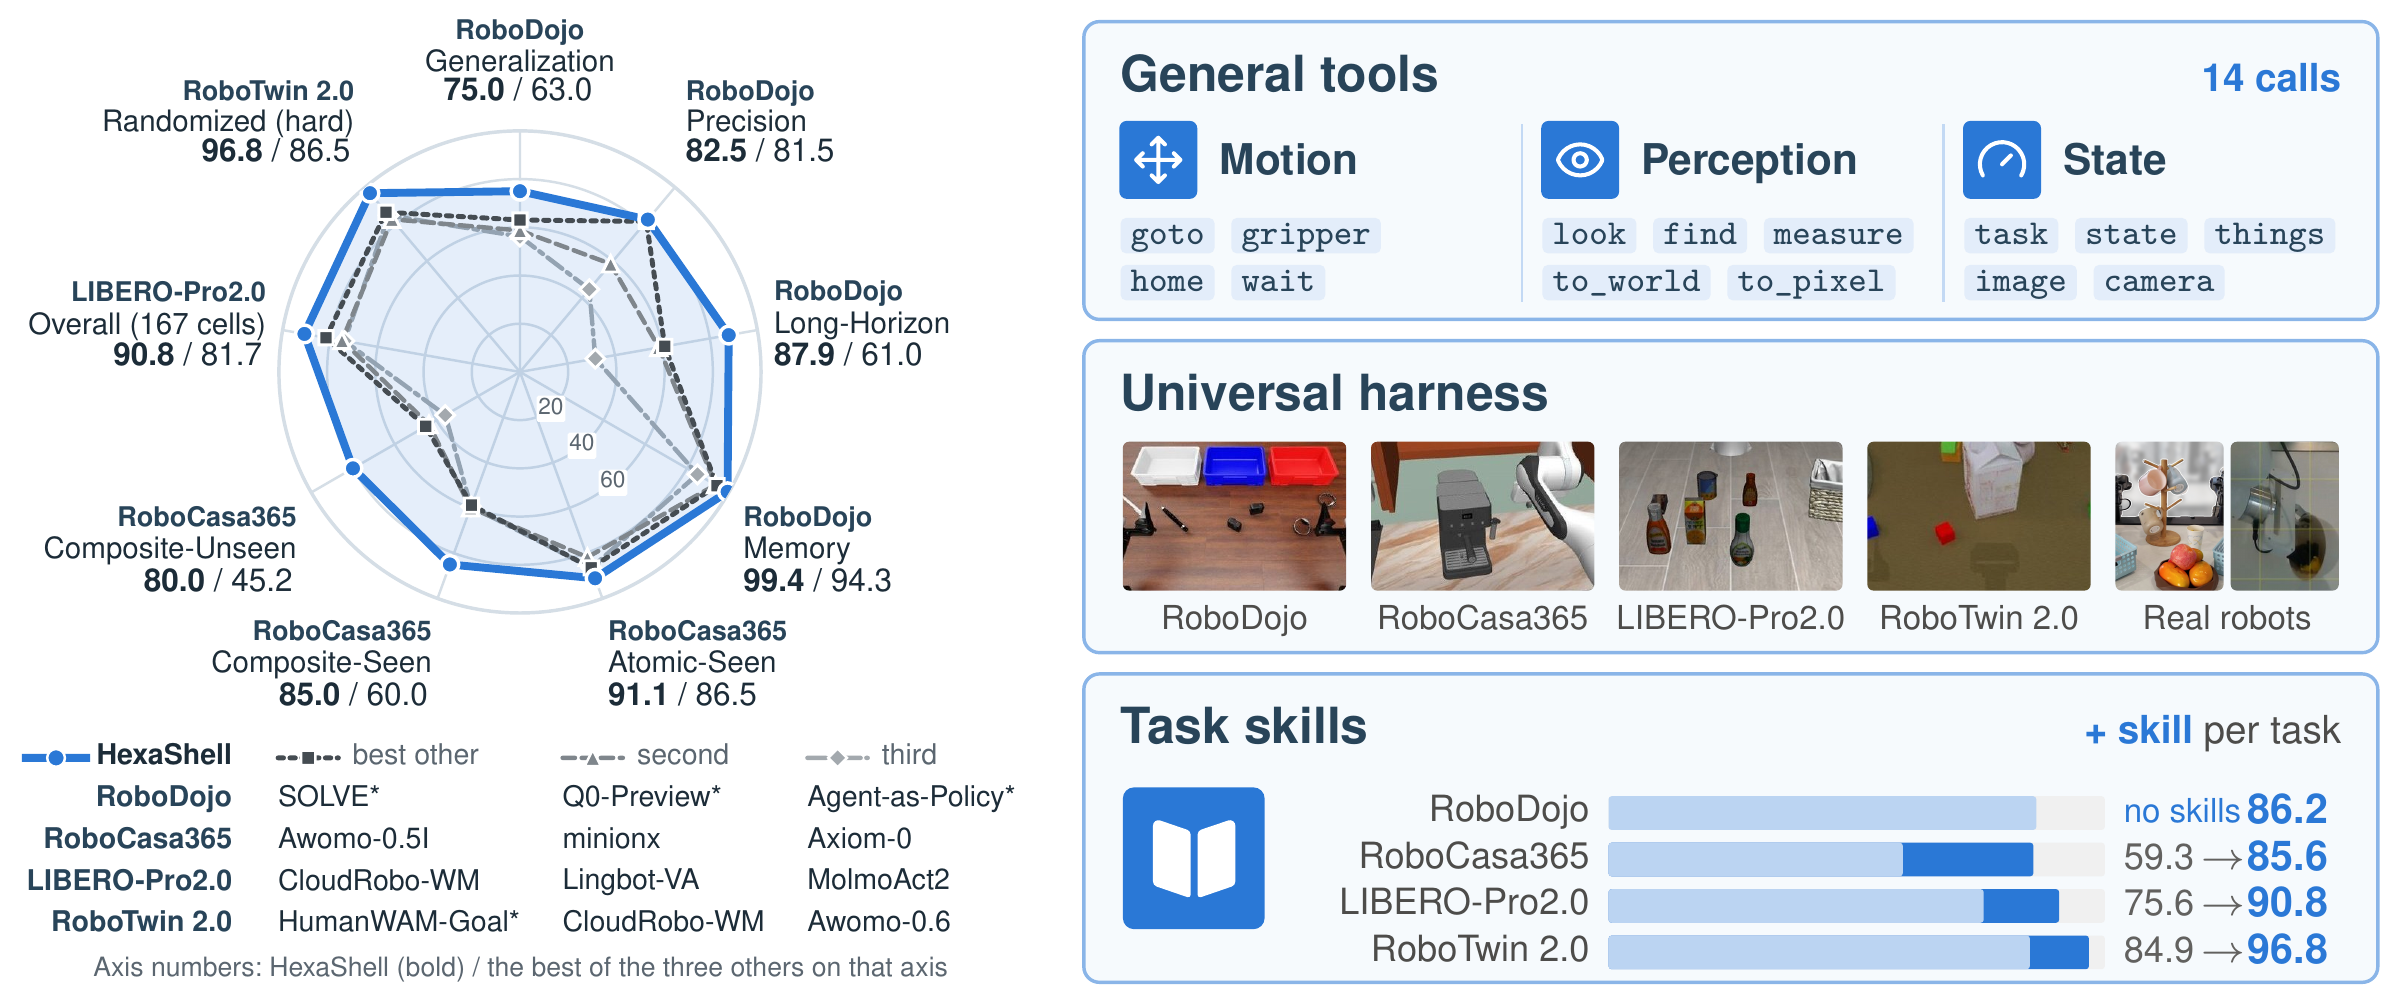 RoboDojo
Generalization
75.0 / 63.0
RoboDojo
Precision
82.5 / 81.5
RoboDojo
Long-Horizon
87.9 / 61.0
RoboDojo
Memory
99.4 / 94.3
RoboCasa365
Atomic-Seen
91.1 / 86.5
RoboCasa365
Composite-Seen
85.0 / 60.0
RoboCasa365
Composite-Unseen
80.0 / 45.2
LIBERO-Pro2.0
Overall (167 cells)
90.8 / 81.7
RoboTwin 2.0
Randomized (hard)
96.8 / 86.5
20
40
60
HexaShell best other second third
RoboDojo SOLVE* Q0-Preview* Agent-as-Policy*
RoboCasa365 Awomo-0.5I minionx Axiom-0
LIBERO-Pro2.0 CloudRobo-WM Lingbot-VA MolmoAct2
RoboTwin 2.0 HumanWAM-Goal* CloudRobo-WM Awomo-0.6
Axis numbers: HexaShell (bold) / the best of the three others on that axis
General tools 14 calls
Motion
goto gripper
home wait
Perception
look find measure
to_world to_pixel
State
task state things
image camera
Universal harness
RoboDojo RoboCasa365 LIBERO-Pro2.0 RoboTwin 2.0 Real robots
Task skills + skill per task
RoboDojo no skills 86.2
RoboCasa365 59.3 → 85.6
LIBERO-Pro2.0 75.6 → 90.8
RoboTwin 2.0 84.9 → 96.8